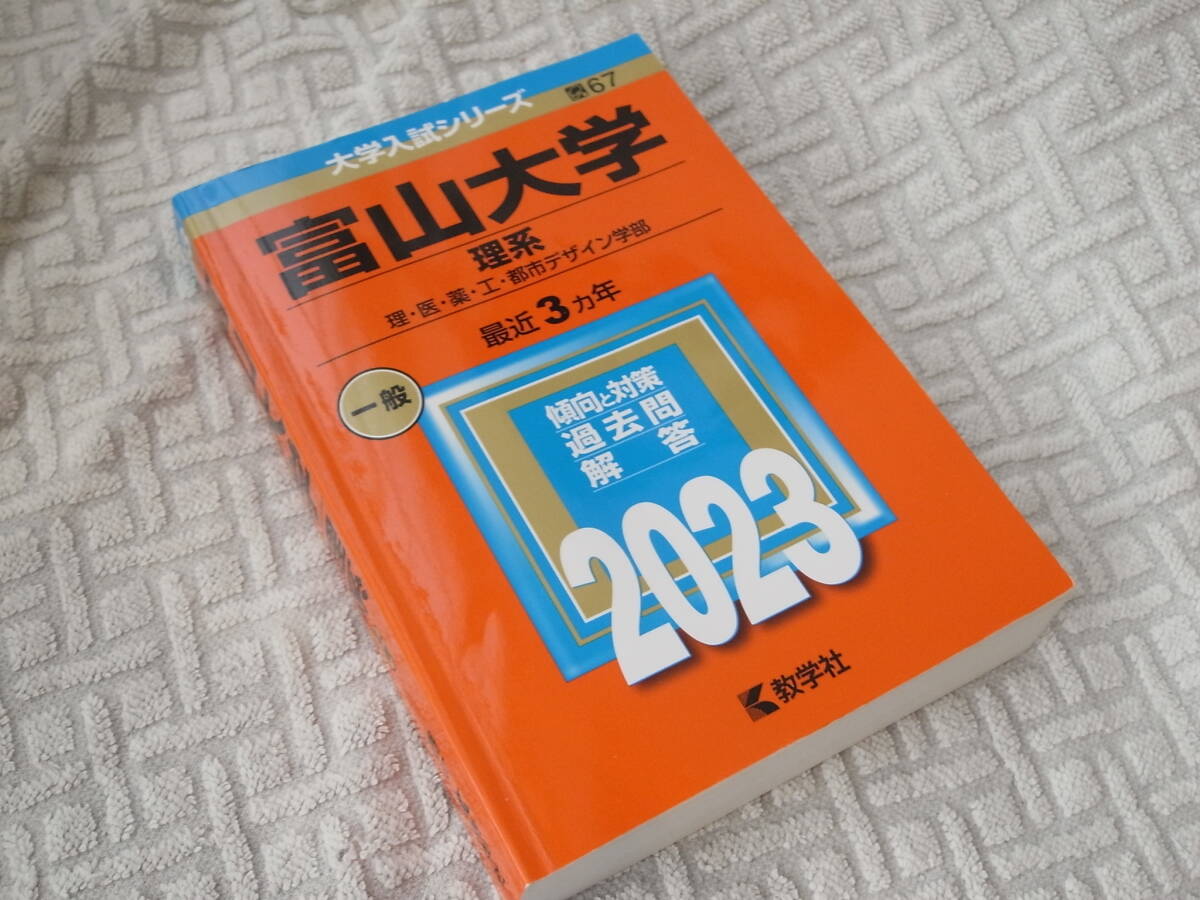 大学入試シリーズ
67
富山大学
理系
理・医・薬・工・都市デザイン学部
最近3カ年
一般
傾向と対策
過去問
解答
2023
教学社